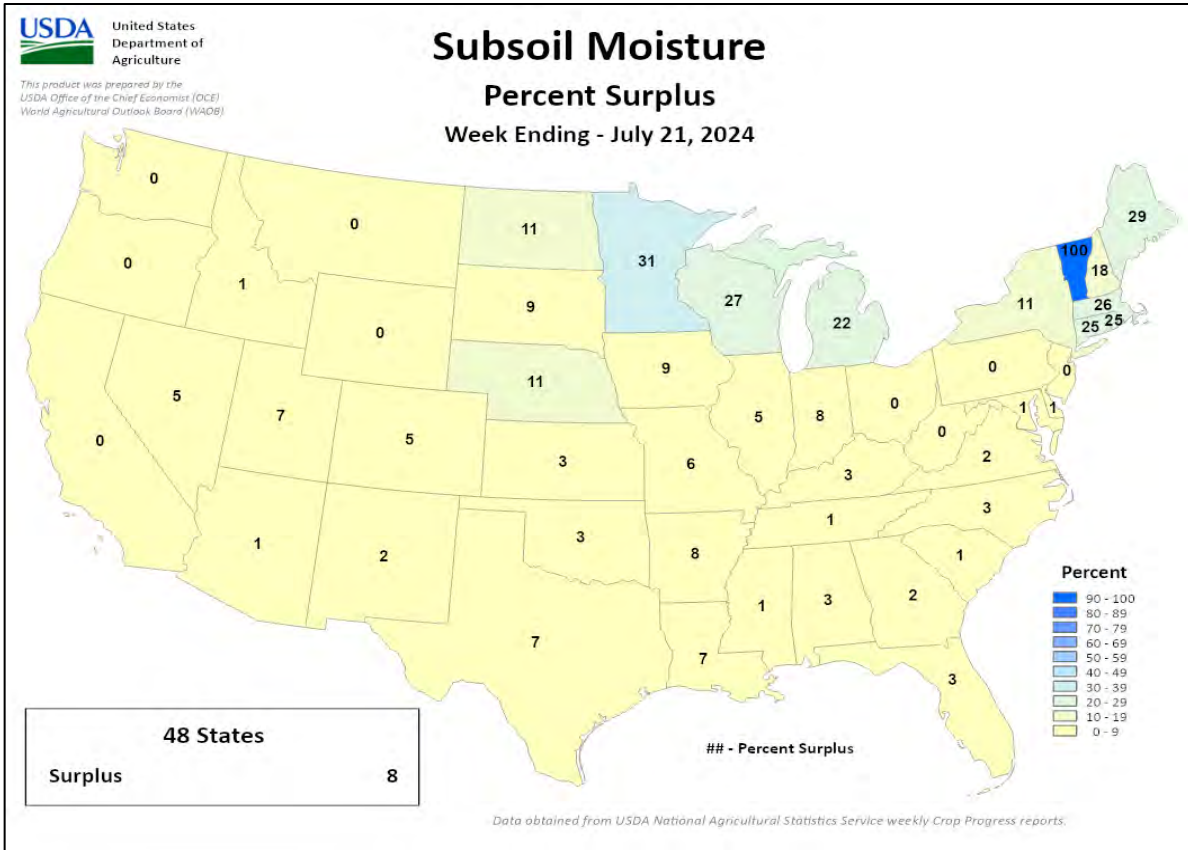 USDA
United States
Department of
Agriculture
This product was prepared by the
USDA Office of the Chief Economist (OCE)
World Agricultural Outlook Board (WAOB)
Subsoil Moisture
Percent Surplus
Week Ending - July 21, 2024
0
0
11
31
100
29
18
0
1
9
27
22
11
26
25
25
0
11
9
0
0
5
7
5
5
8
0
1
1
0
3
6
0
3
2
1
2
3
8
1
3
7
1
3
2
1
7
3
Percent
90 - 100
80 - 89
70 - 79
60 - 69
50 - 59
40 - 49
30 - 39
20 - 29
10 - 19
0 - 9
48 States
Surplus 8
## - Percent Surplus
Data obtained from USDA National Agricultural Statistics Service weekly Crop Progress reports.